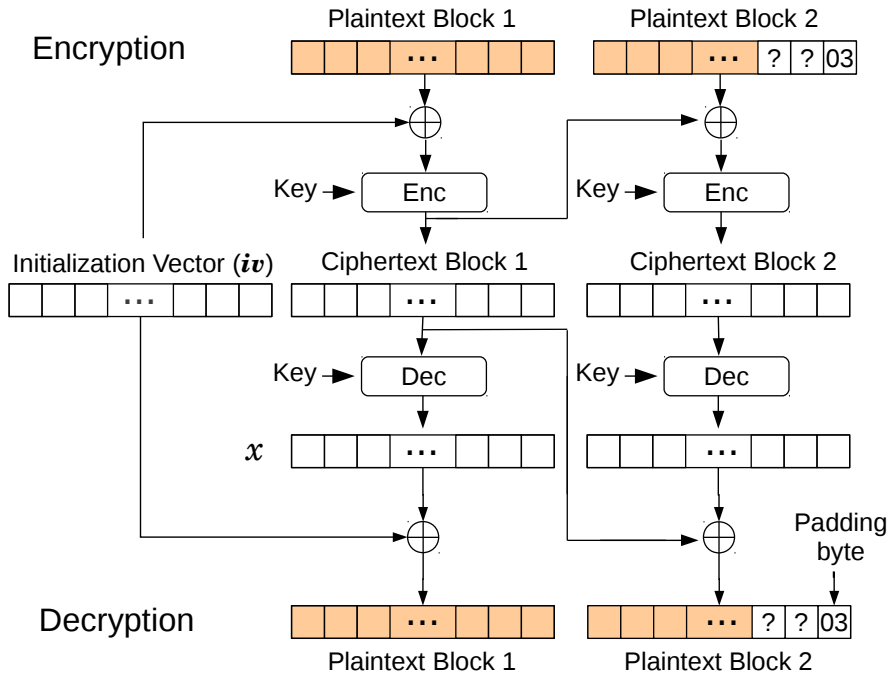 Plaintext Block 1
Plaintext Block 2
Encryption
...
...
? ? 03
Key
Enc
Key
Enc
Initialization Vector (iv)
Ciphertext Block 1
Ciphertext Block 2
...
...
...
Key
Dec
Key
Dec
x
...
...
Padding
byte
Decryption
...
...
? ? 03
Plaintext Block 1
Plaintext Block 2